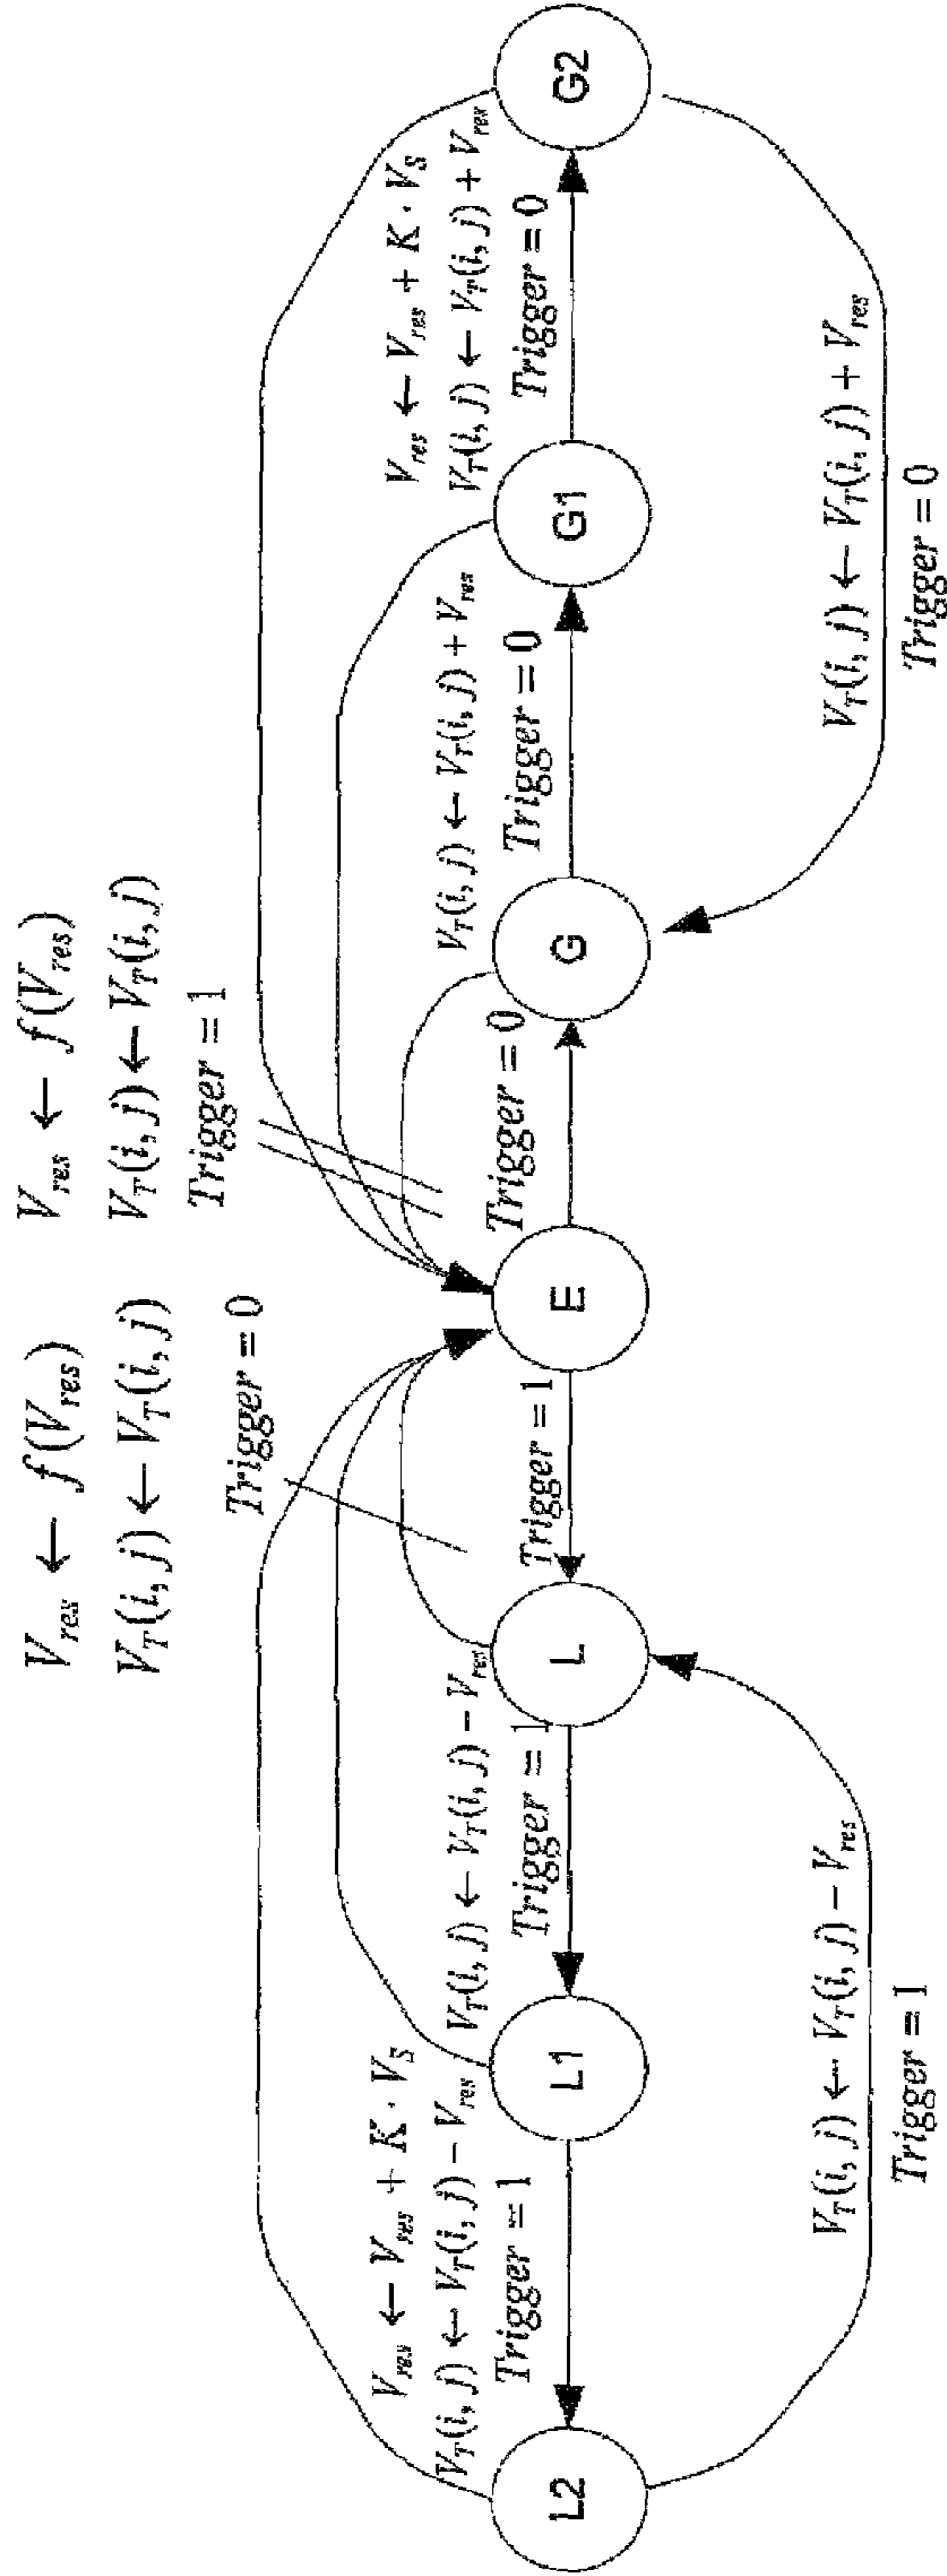 V_res ← f(V_res)
V_T(i, j) ← V_T(i, j)
Trigger = 0
V_res ← f(V_res)
V_T(i, j) ← V_T(i, j)
Trigger = 1
V_res ← V_res + K · V_S
V_T(i, j) ← V_T(i, j) − V_res
Trigger = 1
V_T(i, j) ← V_T(i, j) − V_res
Trigger = 1
Trigger = 1
Trigger = 0
V_T(i, j) ← V_T(i, j) + V_res
Trigger = 0
V_res ← V_res + K · V_S
V_T(i, j) ← V_T(i, j) + V_res
Trigger = 0
L2
L1
L
E
G
G1
G2
V_T(i, j) ← V_T(i, j) − V_res
Trigger = 1
V_T(i, j) ← V_T(i, j) + V_res
Trigger = 0